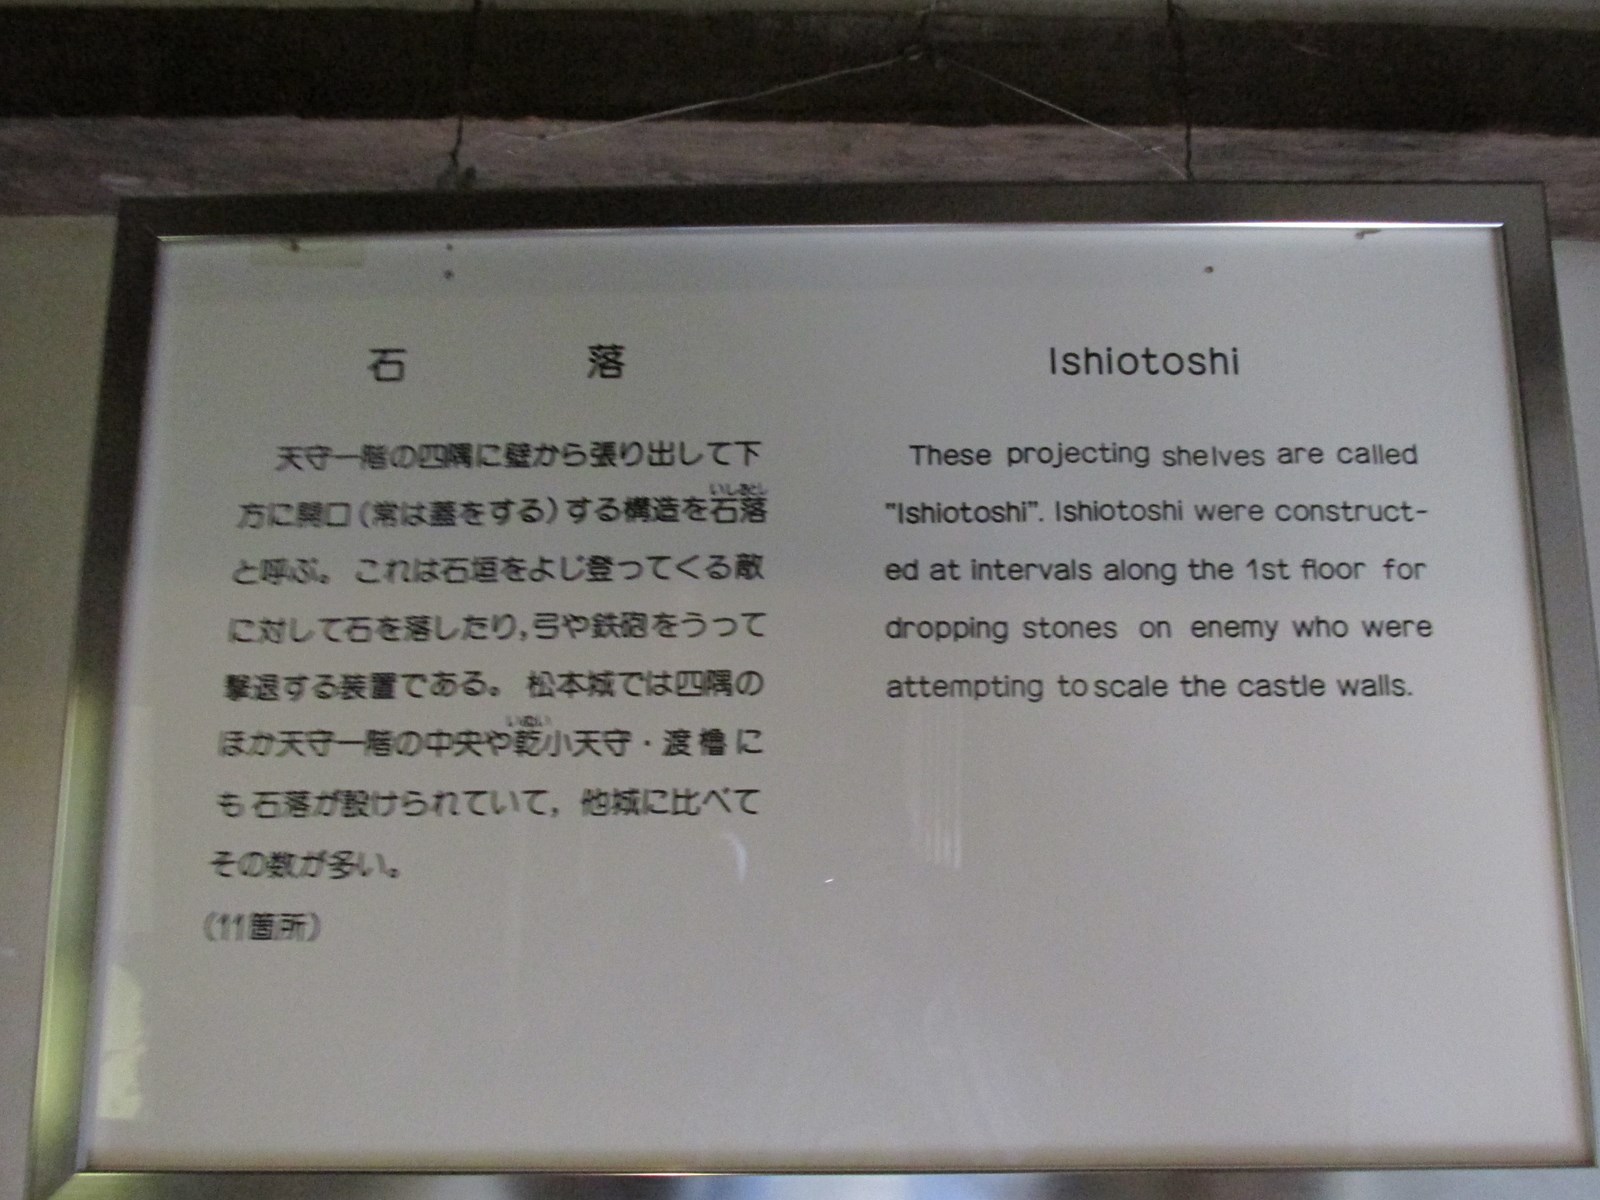 石落
天守一階の四隅に壁から張り出して下
方に開口(常は蓋をする)する構造を石落
いしおとし
と呼ぶ。これは石垣をよじ登ってくる敵
に対して石を落したり,弓や鉄砲をうって
撃退する装置である。松本城では四隅の
ほか天守一階の中央や乾小天守・渡櫓に
いぬい
も石落が設けられていて,他城に比べて
その数が多い。
(11箇所)
Ishiotoshi
These projecting shelves are called
"Ishiotoshi". Ishiotoshi were construct-
ed at intervals along the 1st floor for
dropping stones on enemy who were
attempting to scale the castle walls.